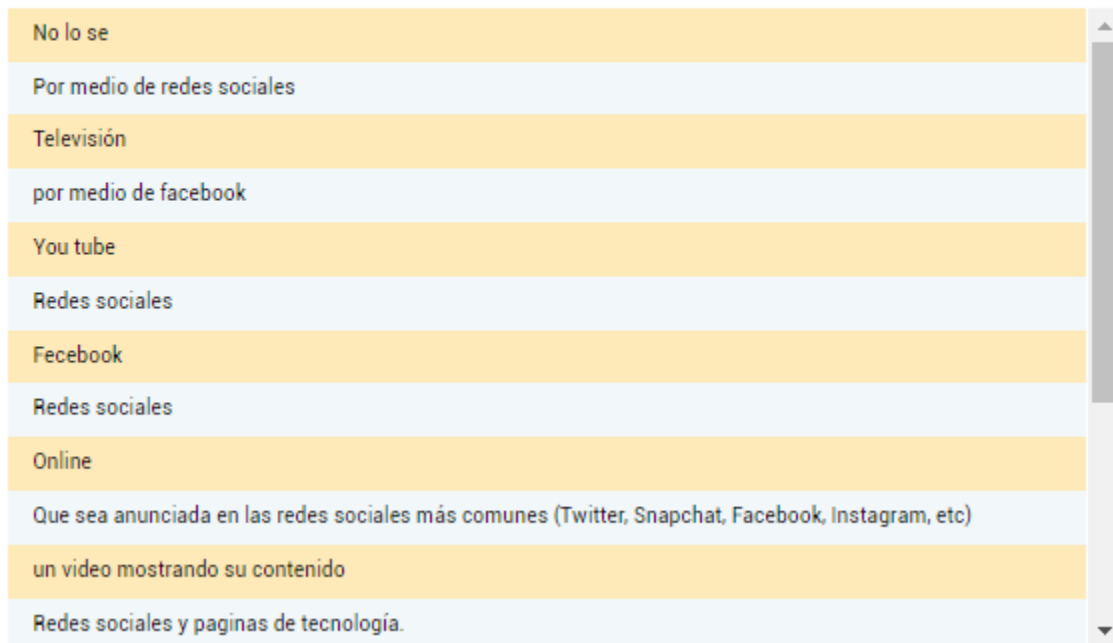 No lo se
Por medio de redes sociales
Televisión
por medio de facebook
You tube
Redes sociales
Fecebook
Redes sociales
Online
Que sea anunciada en las redes sociales más comunes (Twitter, Snapchat, Facebook, Instagram, etc)
un video mostrando su contenido
Redes sociales y paginas de tecnología.